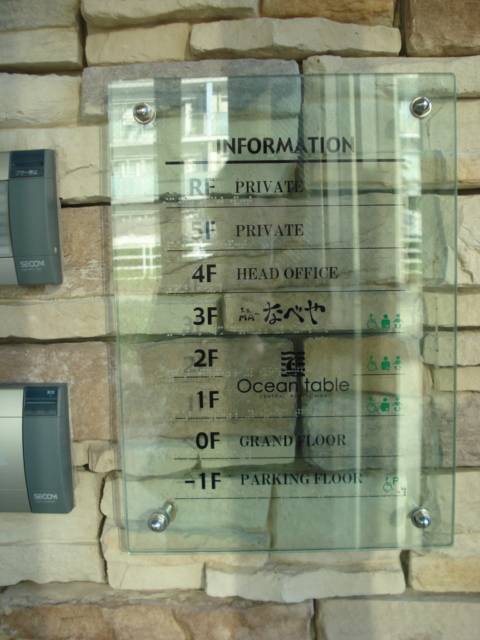 INFORMATION
RF PRIVATE
5F PRIVATE
4F HEAD OFFICE
3F なべや
2F
Ocean table
1F
0F GRAND FLOOR
-1F PARKING FLOOR P
SECOM
SECOM